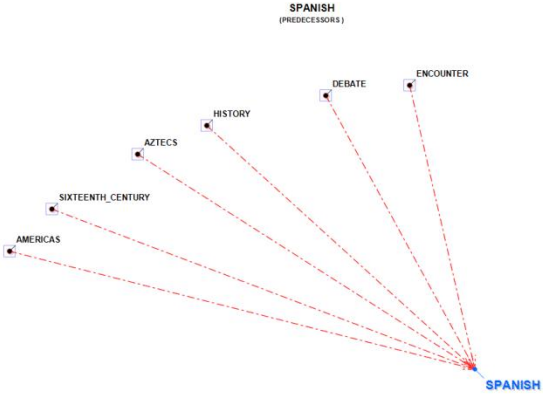 SPANISH
(PREDECESSORS )
ENCOUNTER
DEBATE
HISTORY
AZTECS
SIXTEENTH_CENTURY
AMERICAS
SPANISH